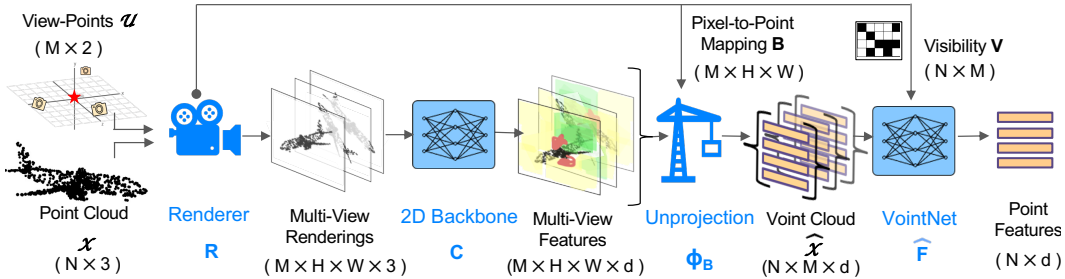 View-Points 𝒰
( M × 2 )
Pixel-to-Point
Mapping B
( M × H × W )
Visibility V
( N × M )
Point Cloud
𝒳
( N × 3 )
Renderer
R
Multi-View
Renderings
( M × H × W × 3 )
2D Backbone
C
Multi-View
Features
( M × H × W × d )
Unprojection
ϕ_B
Voint Cloud
𝒳̂
(N × M × d )
VointNet
F̂
Point
Features
( N × d )